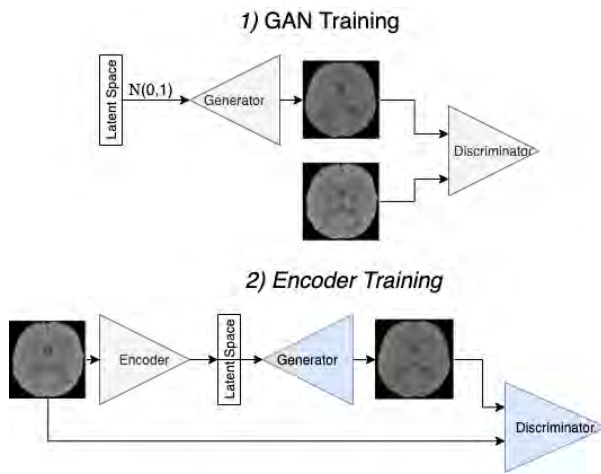 1) GAN Training
Latent Space
N(0,1)
Generator
Discriminator
2) Encoder Training
Encoder
Latent Space
Generator
Discriminator